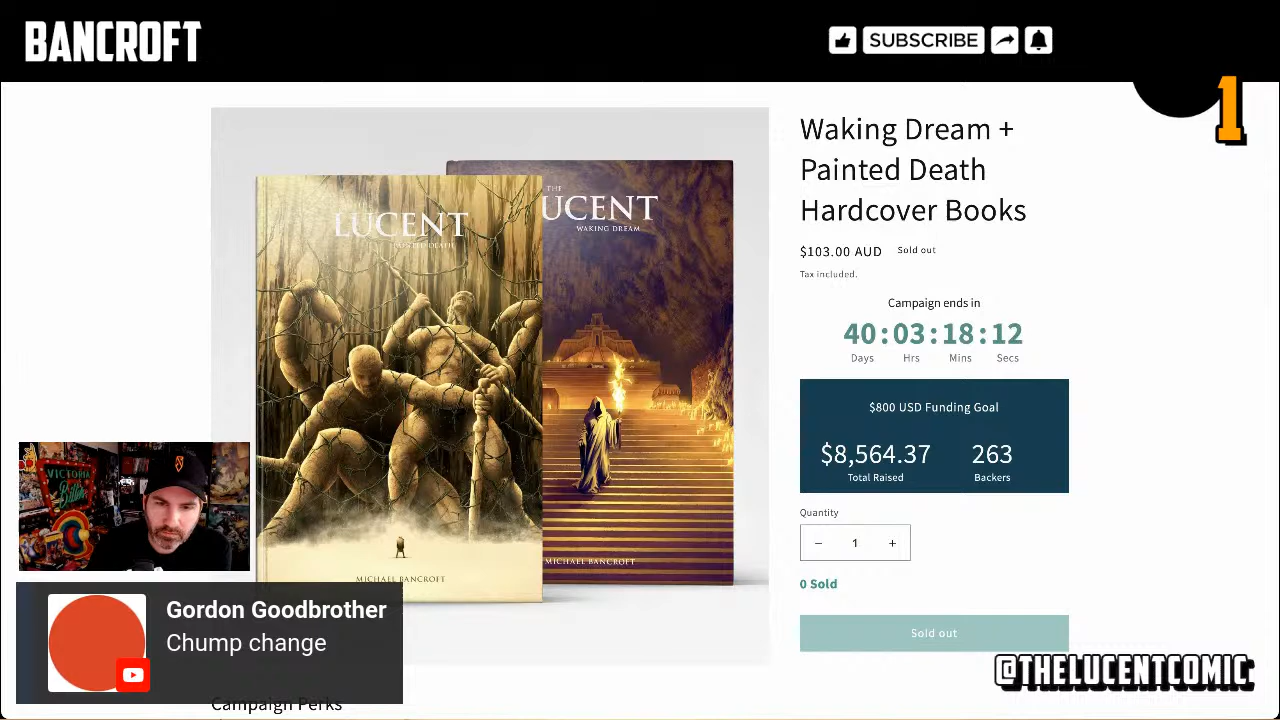 BANCROFT
SUBSCRIBE
1
Waking Dream +
Painted Death
Hardcover Books
$103.00 AUD Sold out
Tax included.
Campaign ends in
40:03:18:12
Days Hrs Mins Secs
$800 USD Funding Goal
$8,564.37 263
Total Raised Backers
Quantity
− 1 +
0 Sold
Sold out
THE
LUCENT
PAINTED DEATH
UCENT
WAKING DREAM
MICHAEL BANCROFT
MICHAEL BANCROFT
VICTORIA
Bitter
Gordon Goodbrother
Chump change
Campaign Perks
@THELUCENTCOMIC